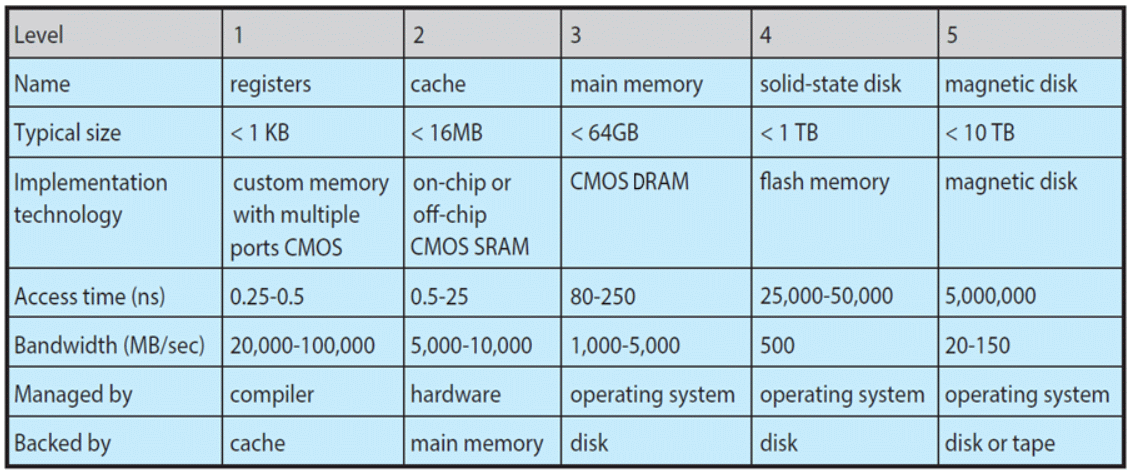 Level 1 2 3 4 5
Name registers cache main memory solid-state disk magnetic disk
Typical size < 1 KB < 16MB < 64GB < 1 TB < 10 TB
Implementation custom memory on-chip or CMOS DRAM flash memory magnetic disk
technology with multiple off-chip
ports CMOS CMOS SRAM
Access time (ns) 0.25-0.5 0.5-25 80-250 25,000-50,000 5,000,000
Bandwidth (MB/sec) 20,000-100,000 5,000-10,000 1,000-5,000 500 20-150
Managed by compiler hardware operating system operating system operating system
Backed by cache main memory disk disk disk or tape